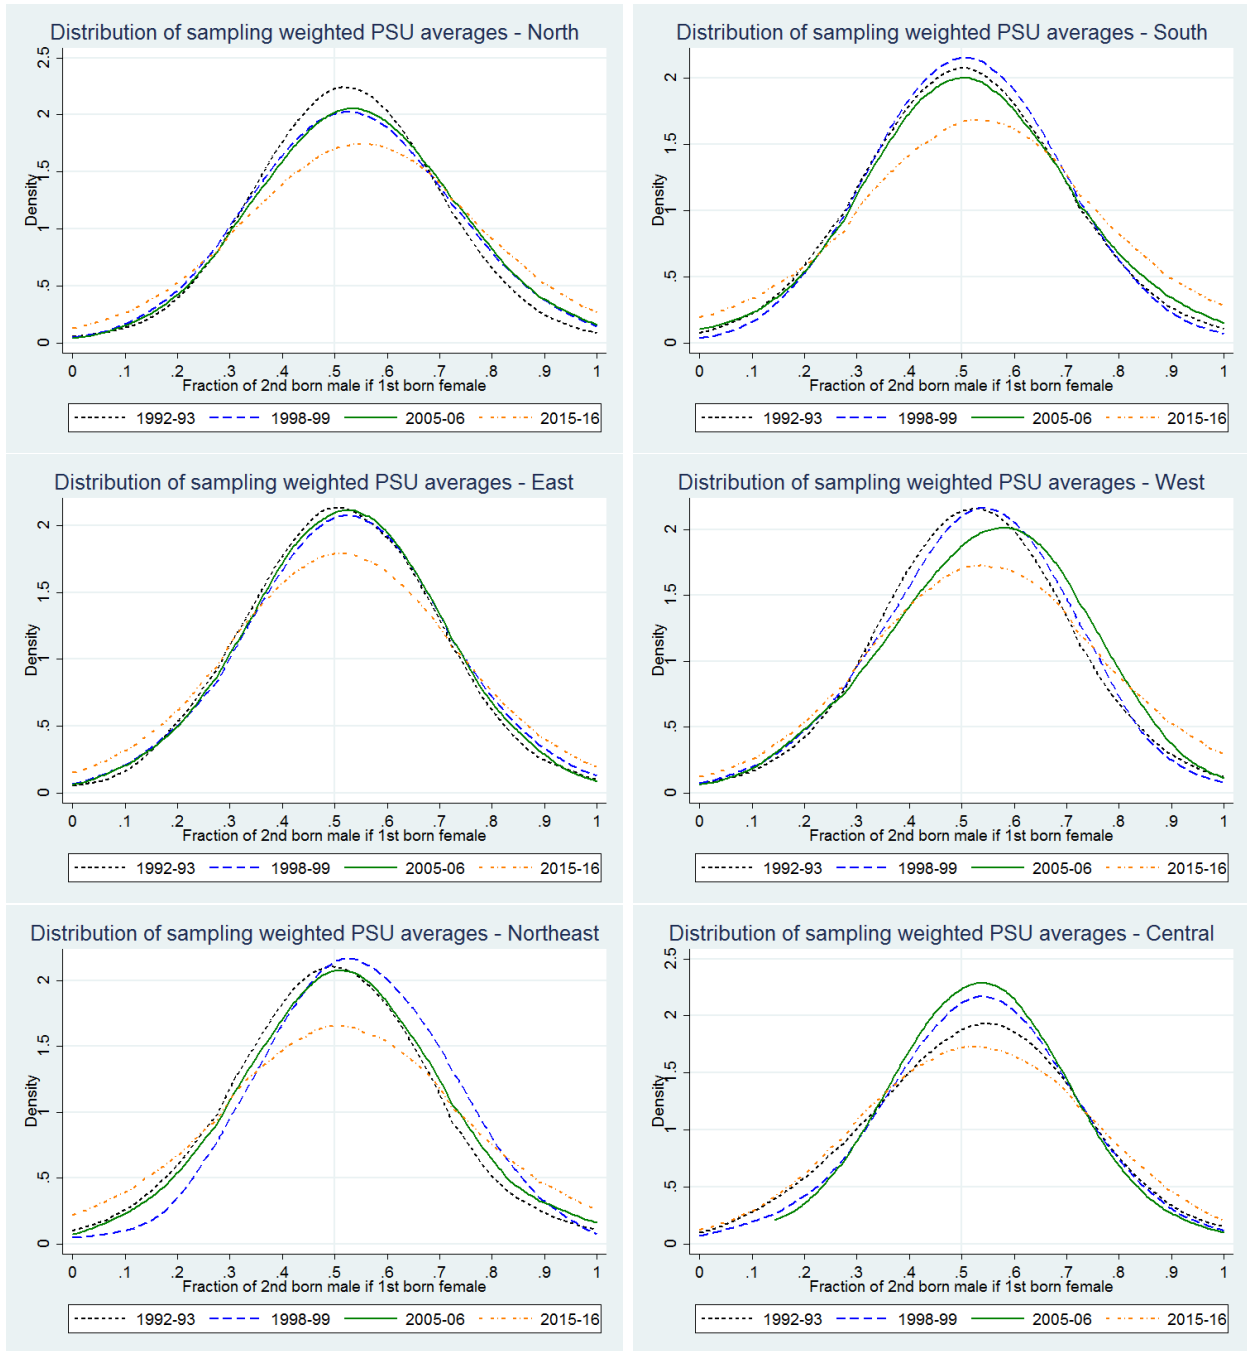 Distribution of sampling weighted PSU averages - North
Density
0 .5 1 1.5 2 2.5
0 .1 .2 .3 .4 .5 .6 .7 .8 .9 1
Fraction of 2nd born male if 1st born female
1992-93 1998-99 2005-06 2015-16
Distribution of sampling weighted PSU averages - South
Density
0 .5 1 1.5 2
0 .1 .2 .3 .4 .5 .6 .7 .8 .9 1
Fraction of 2nd born male if 1st born female
1992-93 1998-99 2005-06 2015-16
Distribution of sampling weighted PSU averages - East
Density
0 .5 1 1.5 2
0 .1 .2 .3 .4 .5 .6 .7 .8 .9 1
Fraction of 2nd born male if 1st born female
1992-93 1998-99 2005-06 2015-16
Distribution of sampling weighted PSU averages - West
Density
0 .5 1 1.5 2
0 .1 .2 .3 .4 .5 .6 .7 .8 .9 1
Fraction of 2nd born male if 1st born female
1992-93 1998-99 2005-06 2015-16
Distribution of sampling weighted PSU averages - Northeast
Density
0 .5 1 1.5 2
0 .1 .2 .3 .4 .5 .6 .7 .8 .9 1
Fraction of 2nd born male if 1st born female
1992-93 1998-99 2005-06 2015-16
Distribution of sampling weighted PSU averages - Central
Density
0 .5 1 1.5 2 2.5
0 .1 .2 .3 .4 .5 .6 .7 .8 .9 1
Fraction of 2nd born male if 1st born female
1992-93 1998-99 2005-06 2015-16